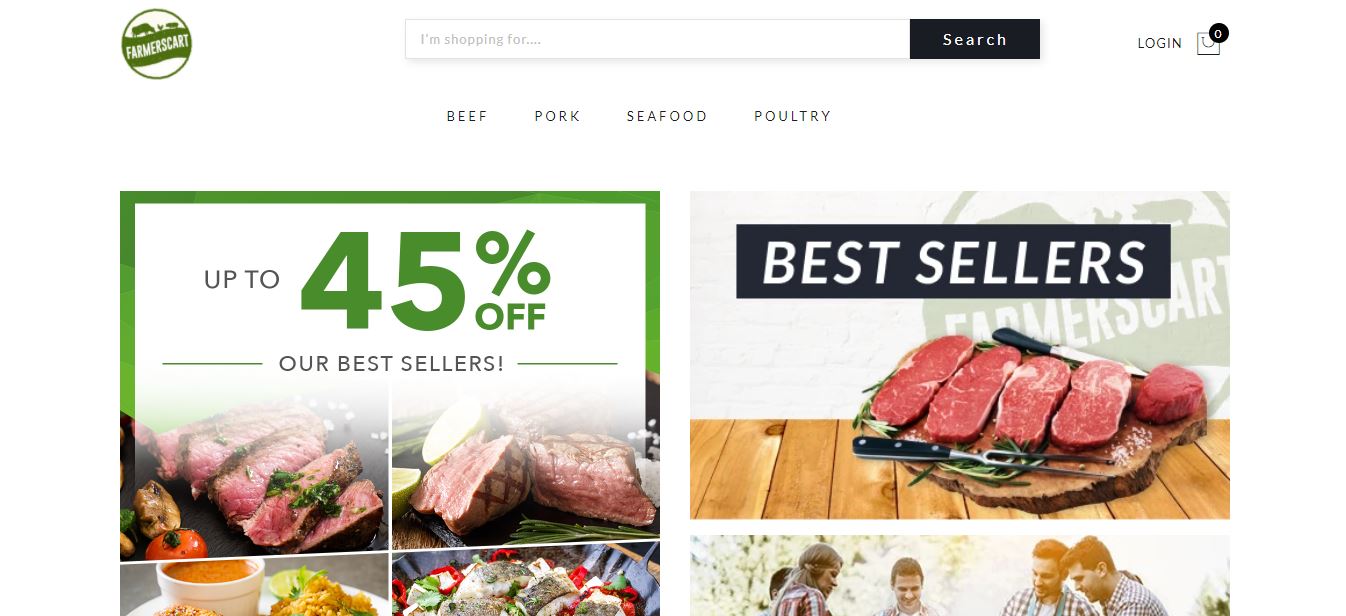 FARMERSCART
I'm shopping for....
Search
LOGIN
0
BEEF PORK SEAFOOD POULTRY
UP TO 45% OFF
OUR BEST SELLERS!
BEST SELLERS
FARMERSCART